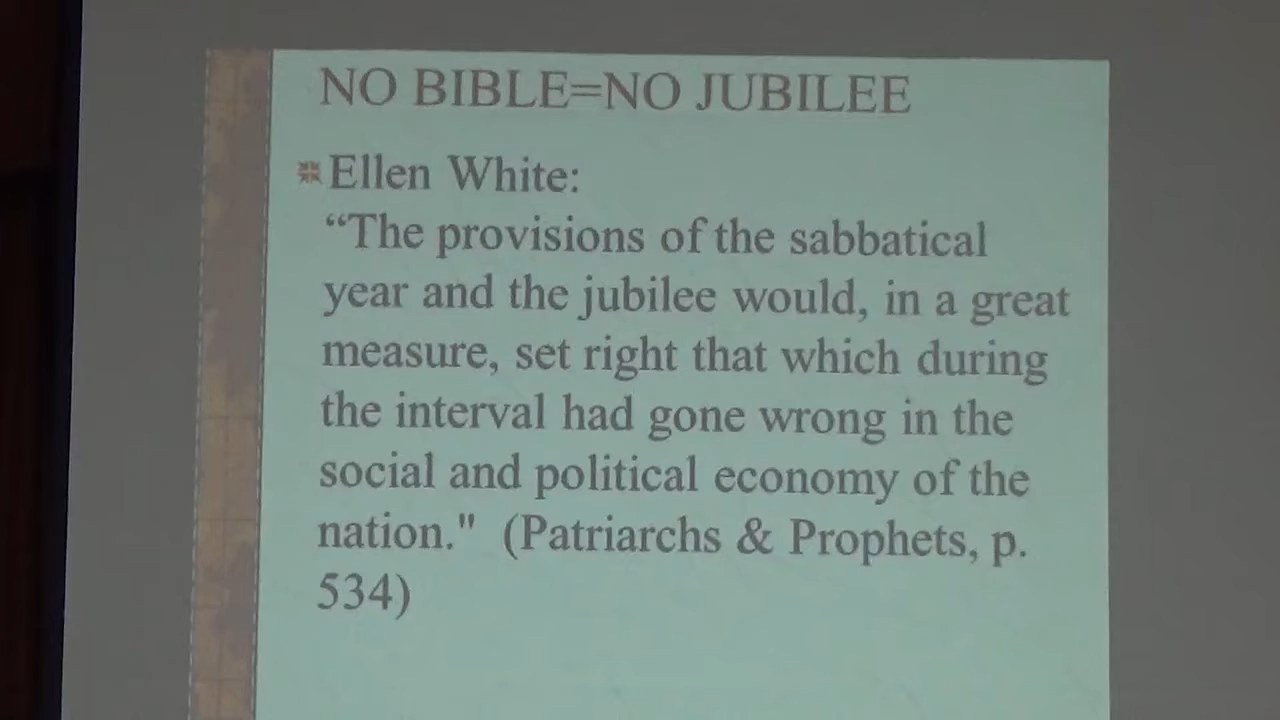 NO BIBLE=NO JUBILEE
Ellen White:
“The provisions of the sabbatical
year and the jubilee would, in a great
measure, set right that which during
the interval had gone wrong in the
social and political economy of the
nation." (Patriarchs & Prophets, p.
534)